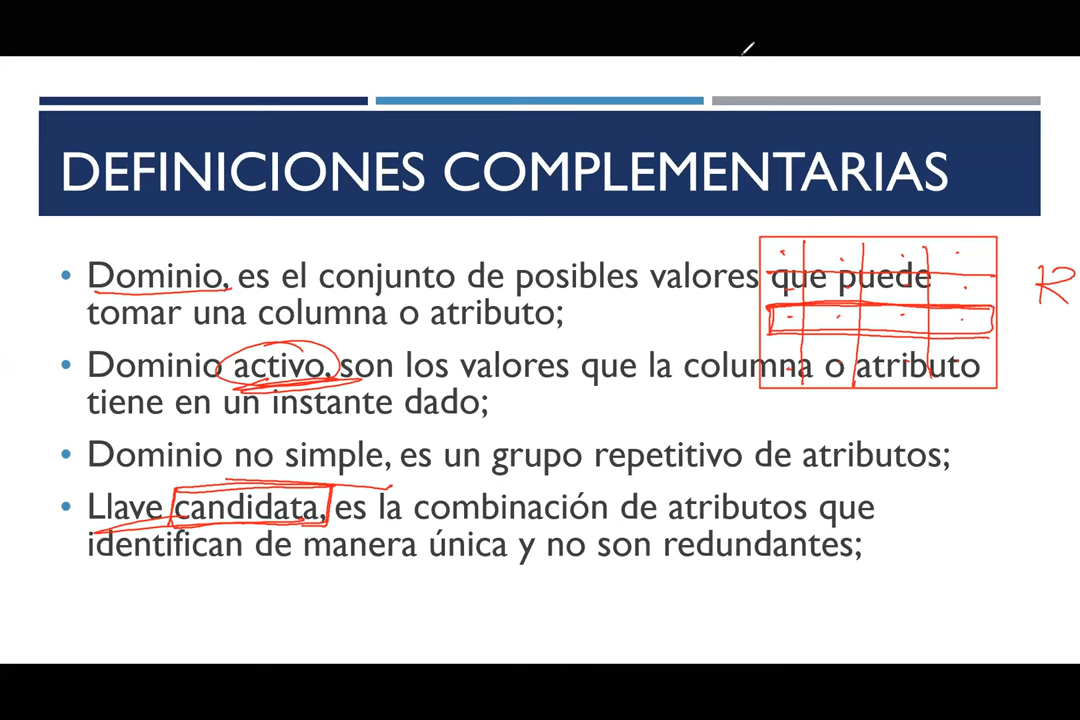 DEFINICIONES COMPLEMENTARIAS
• Dominio, es el conjunto de posibles valores que puede
tomar una columna o atributo;
R
• Dominio activo, son los valores que la columna o atributo
tiene en un instante dado;
• Dominio no simple, es un grupo repetitivo de atributos;
• Llave candidata, es la combinación de atributos que
identifican de manera única y no son redundantes;